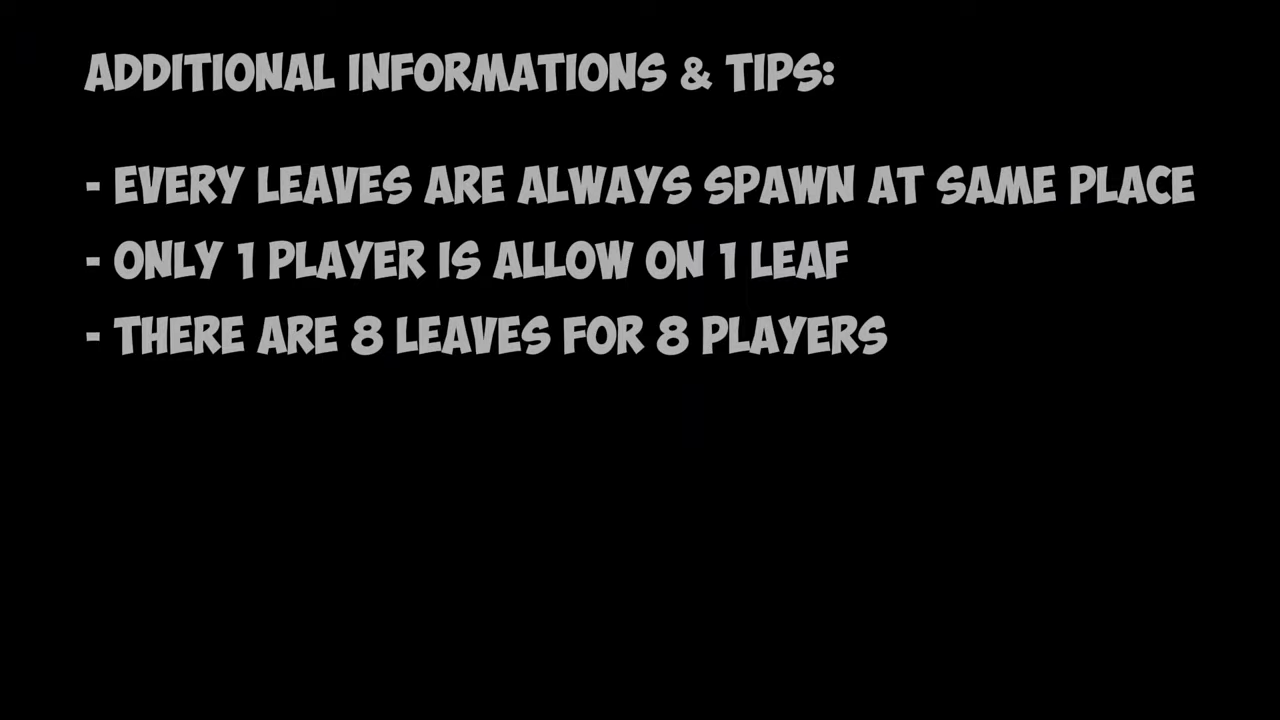 ADDITIONAL INFORMATIONS & TIPS:
- EVERY LEAVES ARE ALWAYS SPAWN AT SAME PLACE
- ONLY 1 PLAYER IS ALLOW ON 1 LEAF
- THERE ARE 8 LEAVES FOR 8 PLAYERS